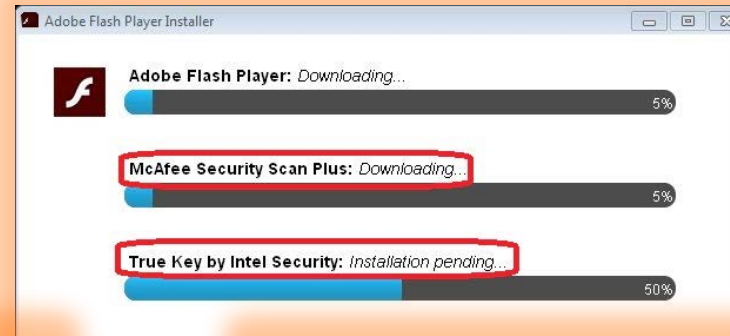 Adobe Flash Player Installer
Adobe Flash Player: Downloading...
5%
McAfee Security Scan Plus: Downloading...
5%
True Key by Intel Security: Installation pending...
50%